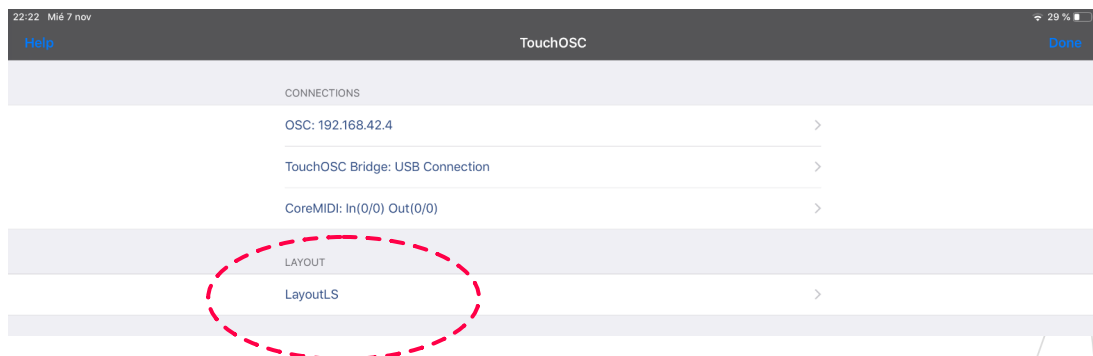 22:22 Mié 7 nov 29 %
Help TouchOSC Done
CONNECTIONS
OSC: 192.168.42.4
TouchOSC Bridge: USB Connection
CoreMIDI: In(0/0) Out(0/0)
LAYOUT
LayoutLS